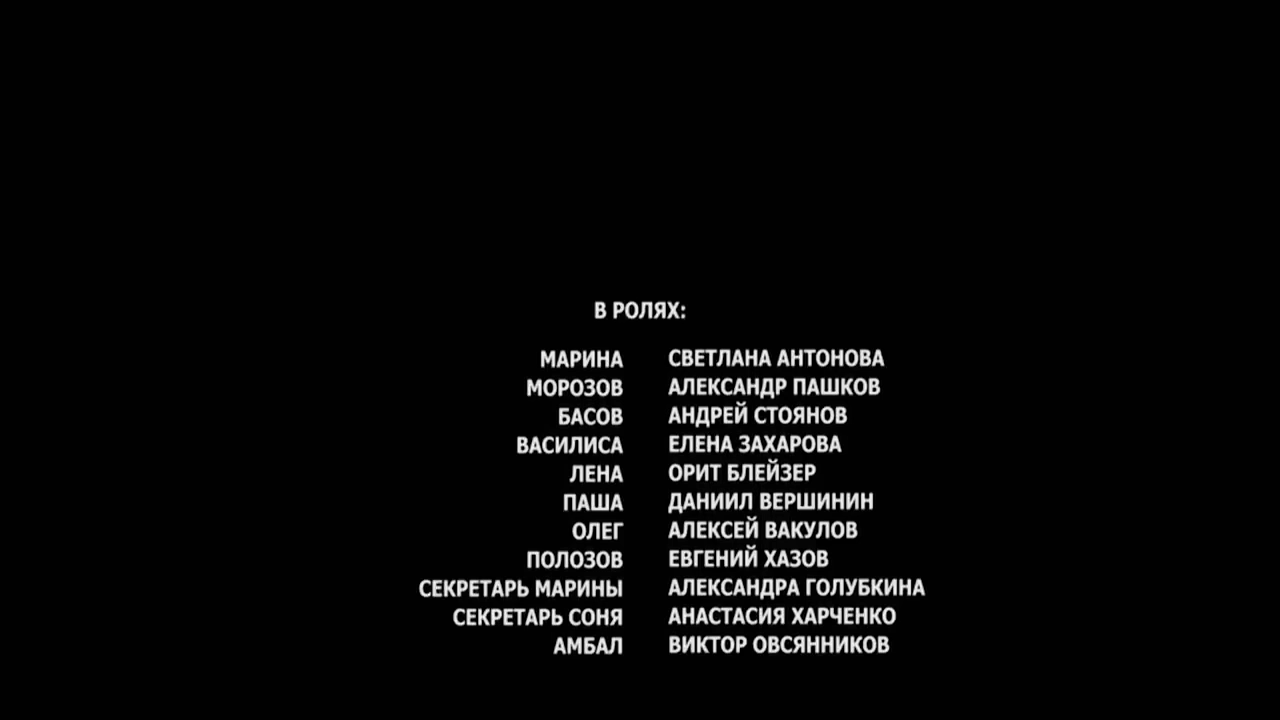 В РОЛЯХ:
МАРИНА СВЕТЛАНА АНТОНОВА
МОРОЗОВ АЛЕКСАНДР ПАШКОВ
БАСОВ АНДРЕЙ СТОЯНОВ
ВАСИЛИСА ЕЛЕНА ЗАХАРОВА
ЛЕНА ОРИТ БЛЕЙЗЕР
ПАША ДАНИИЛ ВЕРШИНИН
ОЛЕГ АЛЕКСЕЙ ВАКУЛОВ
ПОЛОЗОВ ЕВГЕНИЙ ХАЗОВ
СЕКРЕТАРЬ МАРИНЫ АЛЕКСАНДРА ГОЛУБКИНА
СЕКРЕТАРЬ СОНЯ АНАСТАСИЯ ХАРЧЕНКО
АМБАЛ ВИКТОР ОВСЯННИКОВ